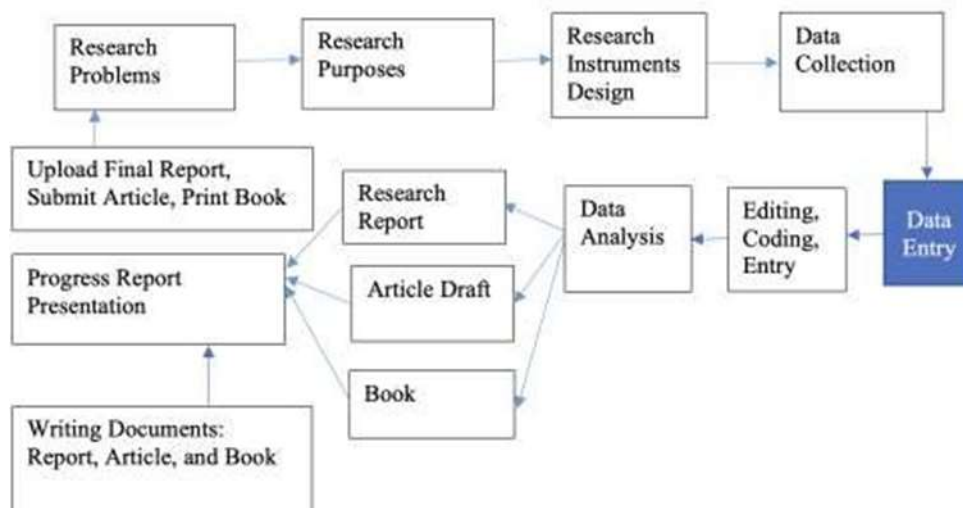 Research
Problems
Research
Purposes
Research
Instruments
Design
Data
Collection
Upload Final Report,
Submit Article, Print Book
Research
Report
Data
Analysis
Editing,
Coding,
Entry
Data
Entry
Progress Report
Presentation
Article Draft
Book
Writing Documents:
Report, Article, and Book